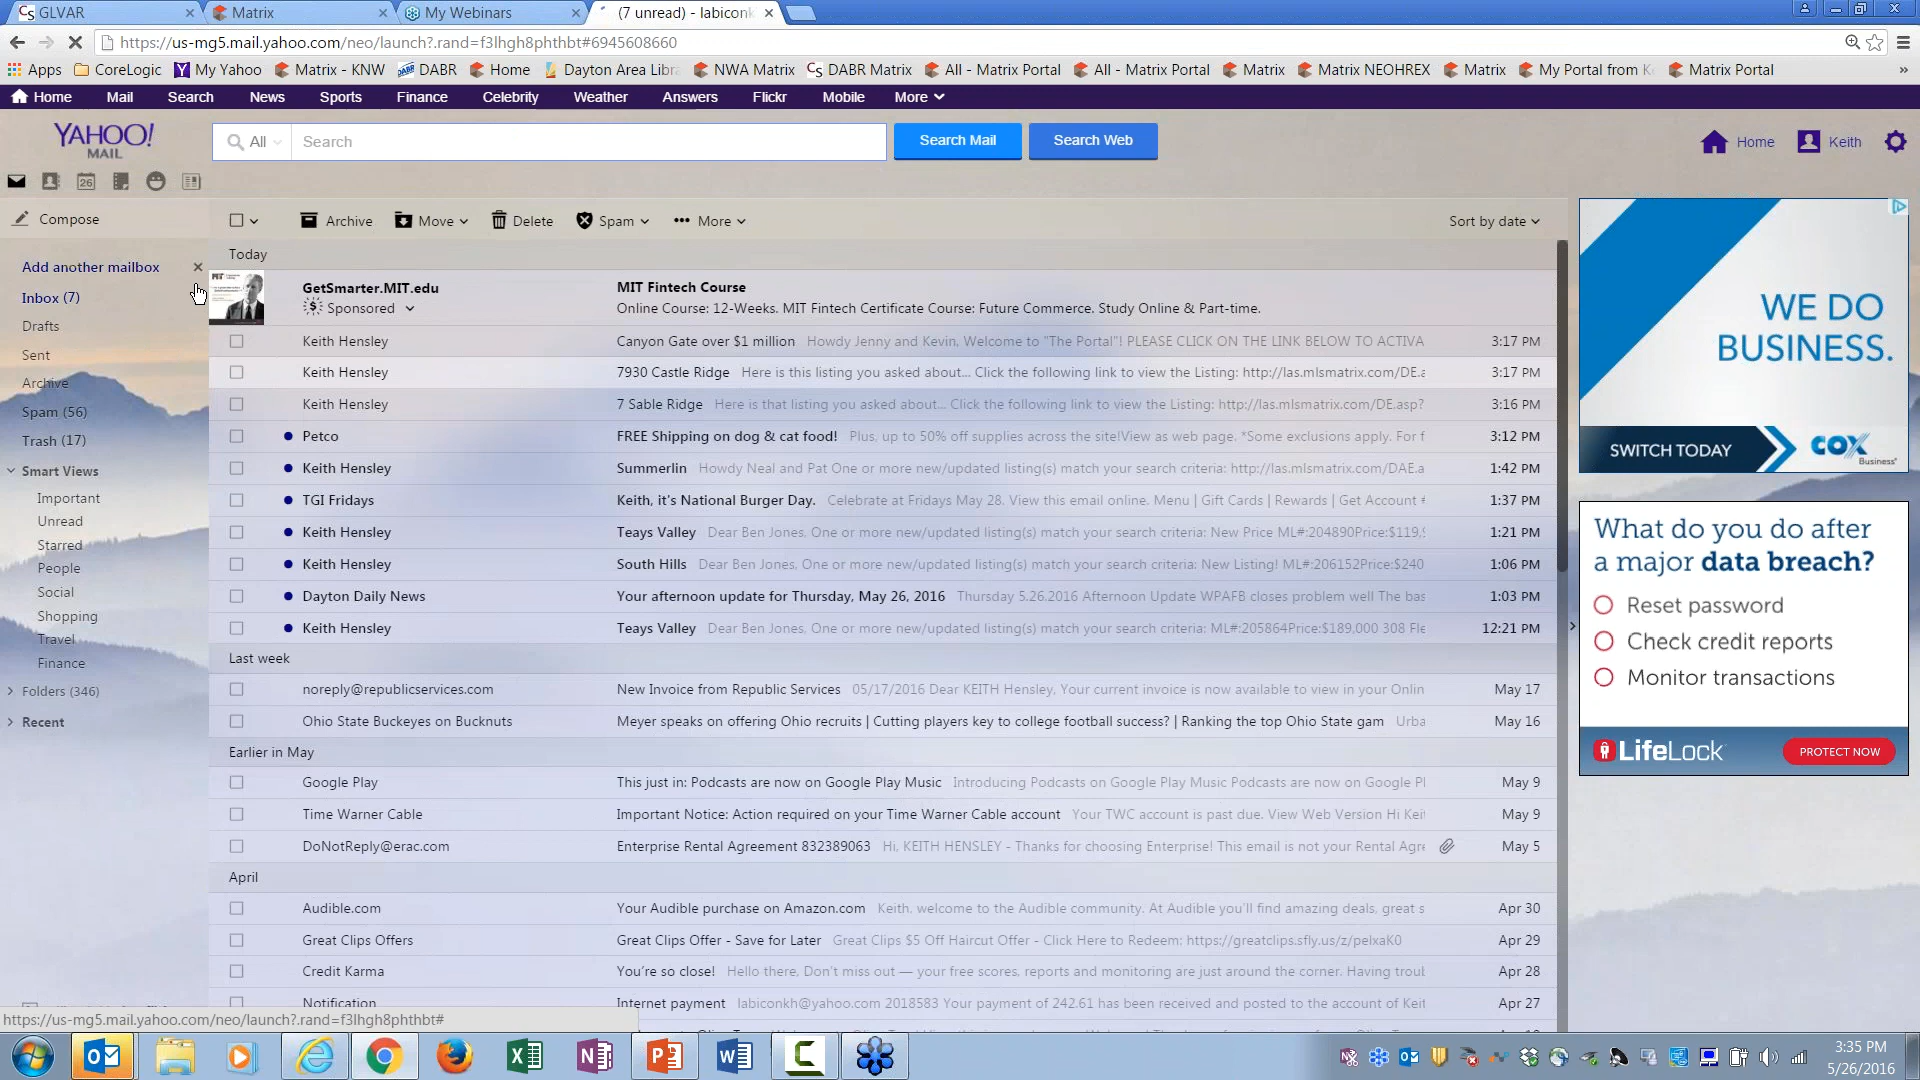 GLVAR
Matrix
My Webinars
(7 unread) - labiconk
https://us-mg5.mail.yahoo.com/neo/launch?.rand=f3lhgh8phthbt#6945608660
Apps CoreLogic My Yahoo Matrix - KNW DABR Home Dayton Area Libra NWA Matrix DABR Matrix All - Matrix Portal All - Matrix Portal Matrix Matrix NEOHREX Matrix My Portal from K Matrix Portal »
Home Mail Search News Sports Finance Celebrity Weather Answers Flickr Mobile More
YAHOO!
MAIL
All Search Search Mail Search Web Home Keith
26
Compose
Archive Move Delete Spam More Sort by date
Add another mailbox
Inbox (7)
Drafts
Sent
Archive
Spam (56)
Trash (17)
Smart Views
Important
Unread
Starred
People
Social
Shopping
Travel
Finance
Folders (346)
Recent
Today
GetSmarter.MIT.edu MIT Fintech Course
Sponsored Online Course: 12-Weeks. MIT Fintech Certificate Course: Future Commerce. Study Online & Part-time.
Keith Hensley Canyon Gate over $1 million Howdy Jenny and Kevin, Welcome to "The Portal"! PLEASE CLICK ON THE LINK BELOW TO ACTIVA 3:17 PM
Keith Hensley 7930 Castle Ridge Here is this listing you asked about... Click the following link to view the Listing: http://las.mlsmatrix.com/DE.a 3:17 PM
Keith Hensley 7 Sable Ridge Here is that listing you asked about... Click the following link to view the Listing: http://las.mlsmatrix.com/DE.asp? 3:16 PM
Petco FREE Shipping on dog & cat food! Plus, up to 50% off supplies across the site!View as web page. *Some exclusions apply. For f 3:12 PM
Keith Hensley Summerlin Howdy Neal and Pat One or more new/updated listing(s) match your search criteria: http://las.mlsmatrix.com/DAE.a 1:42 PM
TGI Fridays Keith, it's National Burger Day. Celebrate at Fridays May 28. View this email online. Menu | Gift Cards | Rewards | Get Account # 1:37 PM
Keith Hensley Teays Valley Dear Ben Jones, One or more new/updated listing(s) match your search criteria: New Price ML#:204890Price:$119,9 1:21 PM
Keith Hensley South Hills Dear Ben Jones, One or more new/updated listing(s) match your search criteria: New Listing! ML#:206152Price:$240 1:06 PM
Dayton Daily News Your afternoon update for Thursday, May 26, 2016 Thursday 5.26.2016 Afternoon Update WPAFB closes problem well The bas 1:03 PM
Keith Hensley Teays Valley Dear Ben Jones, One or more new/updated listing(s) match your search criteria: ML#:205864Price:$189,000 308 Fle 12:21 PM
Last week
noreply@republicservices.com New Invoice from Republic Services 05/17/2016 Dear KEITH Hensley, Your current invoice is now available to view in your Onlin May 17
Ohio State Buckeyes on Bucknuts Meyer speaks on offering Ohio recruits | Cutting players key to college football success? | Ranking the top Ohio State gam Urba May 16
Earlier in May
Google Play This just in: Podcasts are now on Google Play Music Introducing Podcasts on Google Play Music Podcasts are now on Google Pl May 9
Time Warner Cable Important Notice: Action required on your Time Warner Cable account Your TWC account is past due. View Web Version Hi Kei May 9
DoNotReply@erac.com Enterprise Rental Agreement 832389063 Hi, KEITH HENSLEY - Thanks for choosing Enterprise! This email is not your Rental Agre May 5
April
Audible.com Your Audible purchase on Amazon.com Keith, welcome to the Audible community. At Audible you'll find amazing deals, great s Apr 30
Great Clips Offers Great Clips Offer - Save for Later Great Clips $5 Off Haircut Offer - Click Here to Redeem: https://greatclips.sfly.us/z/pelxaK0 Apr 29
Credit Karma You're so close! Hello there, Don't miss out — your free scores, reports and monitoring are just around the corner. Having troub Apr 28
Notification Internet payment labiconkh@yahoo.com 2018583 Your payment of 242.61 has been received and posted to the account of Keit Apr 27
WE DO
BUSINESS.
SWITCH TODAY COX
Business
What do you do after
a major data breach?
Reset password
Check credit reports
Monitor transactions
LifeLock PROTECT NOW
https://us-mg5.mail.yahoo.com/neo/launch?.rand=f3lhgh8phthbt#
3:35 PM
5/26/2016